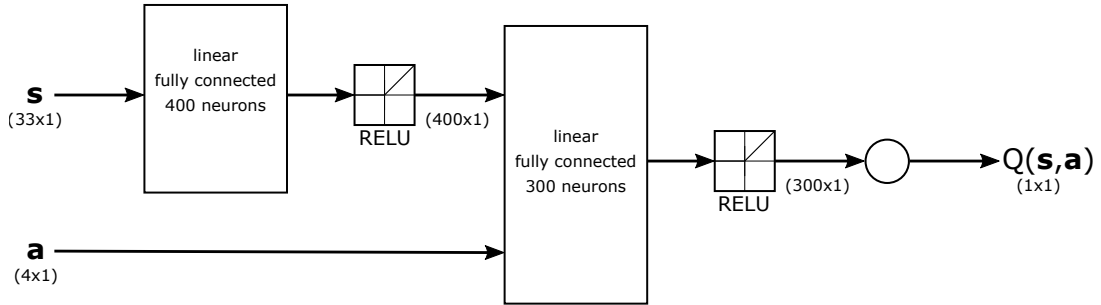 linear
fully connected
400 neurons
s
(33x1)
RELU
(400x1)
linear
fully connected
300 neurons
RELU
(300x1)
Q(s,a)
(1x1)
a
(4x1)